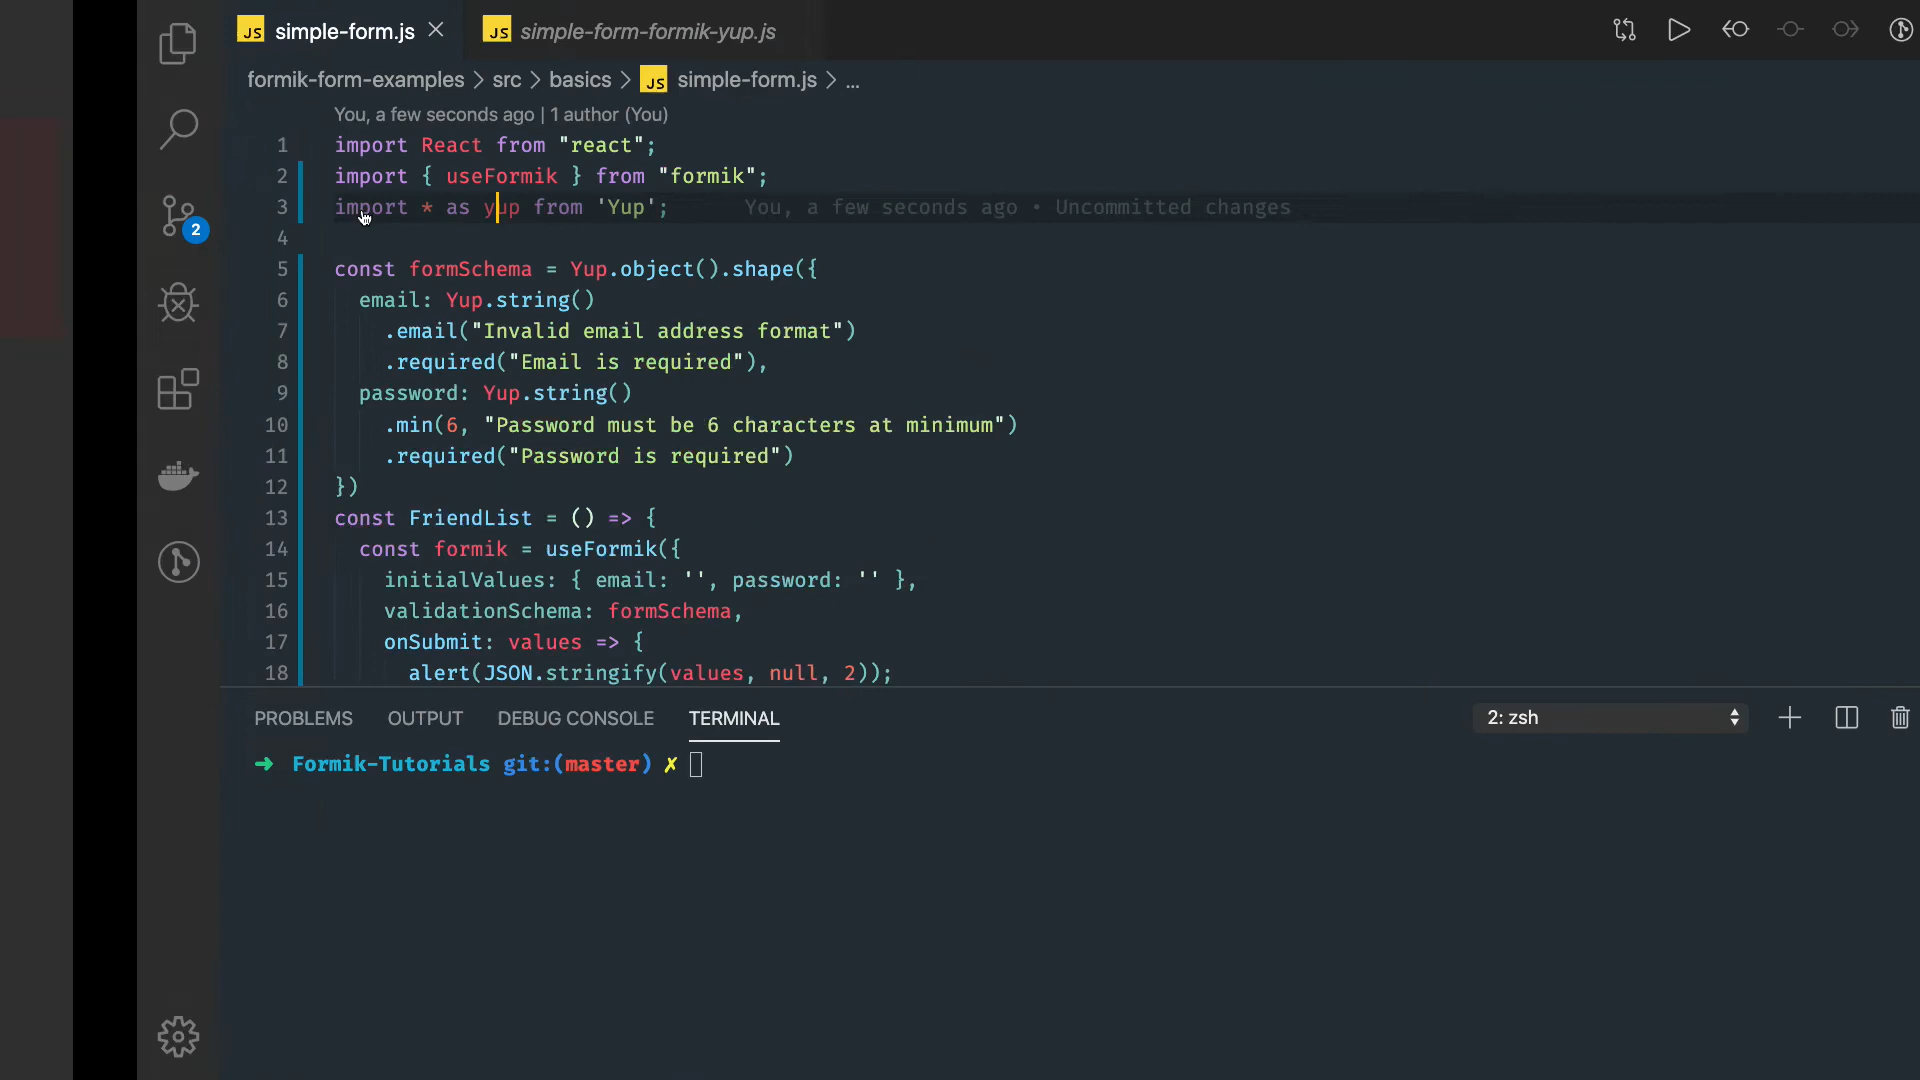 JS simple-form.js JS simple-form-formik-yup.js
formik-form-examples > src > basics > JS simple-form.js > ...
You, a few seconds ago | 1 author (You)
1 import React from "react";
2 import { useFormik } from "formik";
3 import * as yup from 'Yup'; You, a few seconds ago • Uncommitted changes
4
5 const formSchema = Yup.object().shape({
6 email: Yup.string()
7 .email("Invalid email address format")
8 .required("Email is required"),
9 password: Yup.string()
10 .min(6, "Password must be 6 characters at minimum")
11 .required("Password is required")
12 })
13 const FriendList = () => {
14 const formik = useFormik({
15 initialValues: { email: '', password: '' },
16 validationSchema: formSchema,
17 onSubmit: values => {
18 alert(JSON.stringify(values, null, 2));
2
PROBLEMS OUTPUT DEBUG CONSOLE TERMINAL 2: zsh
➜ Formik-Tutorials git:(master) ✗